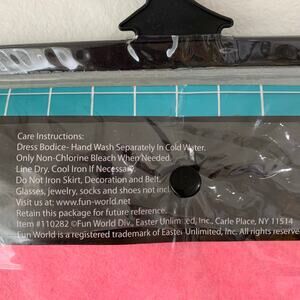 Care Instructions:
Dress Bodice- Hand Wash Separately In Cold Water.
Only Non-Chlorine Bleach When Needed.
Line Dry. Cool Iron If Necessary.
Do Not Iron Skirt, Decoration and Belt.
Glasses, jewelry, socks and shoes not inc
Visit us at: www.fun-world.net
Retain this package for future reference.
Item #110282 ©Fun World Div., Easter Unlimited, Inc., Carle Place, NY 11514
Fun World is a registered trademark of Easter Unlimited, Inc. All rights reserve